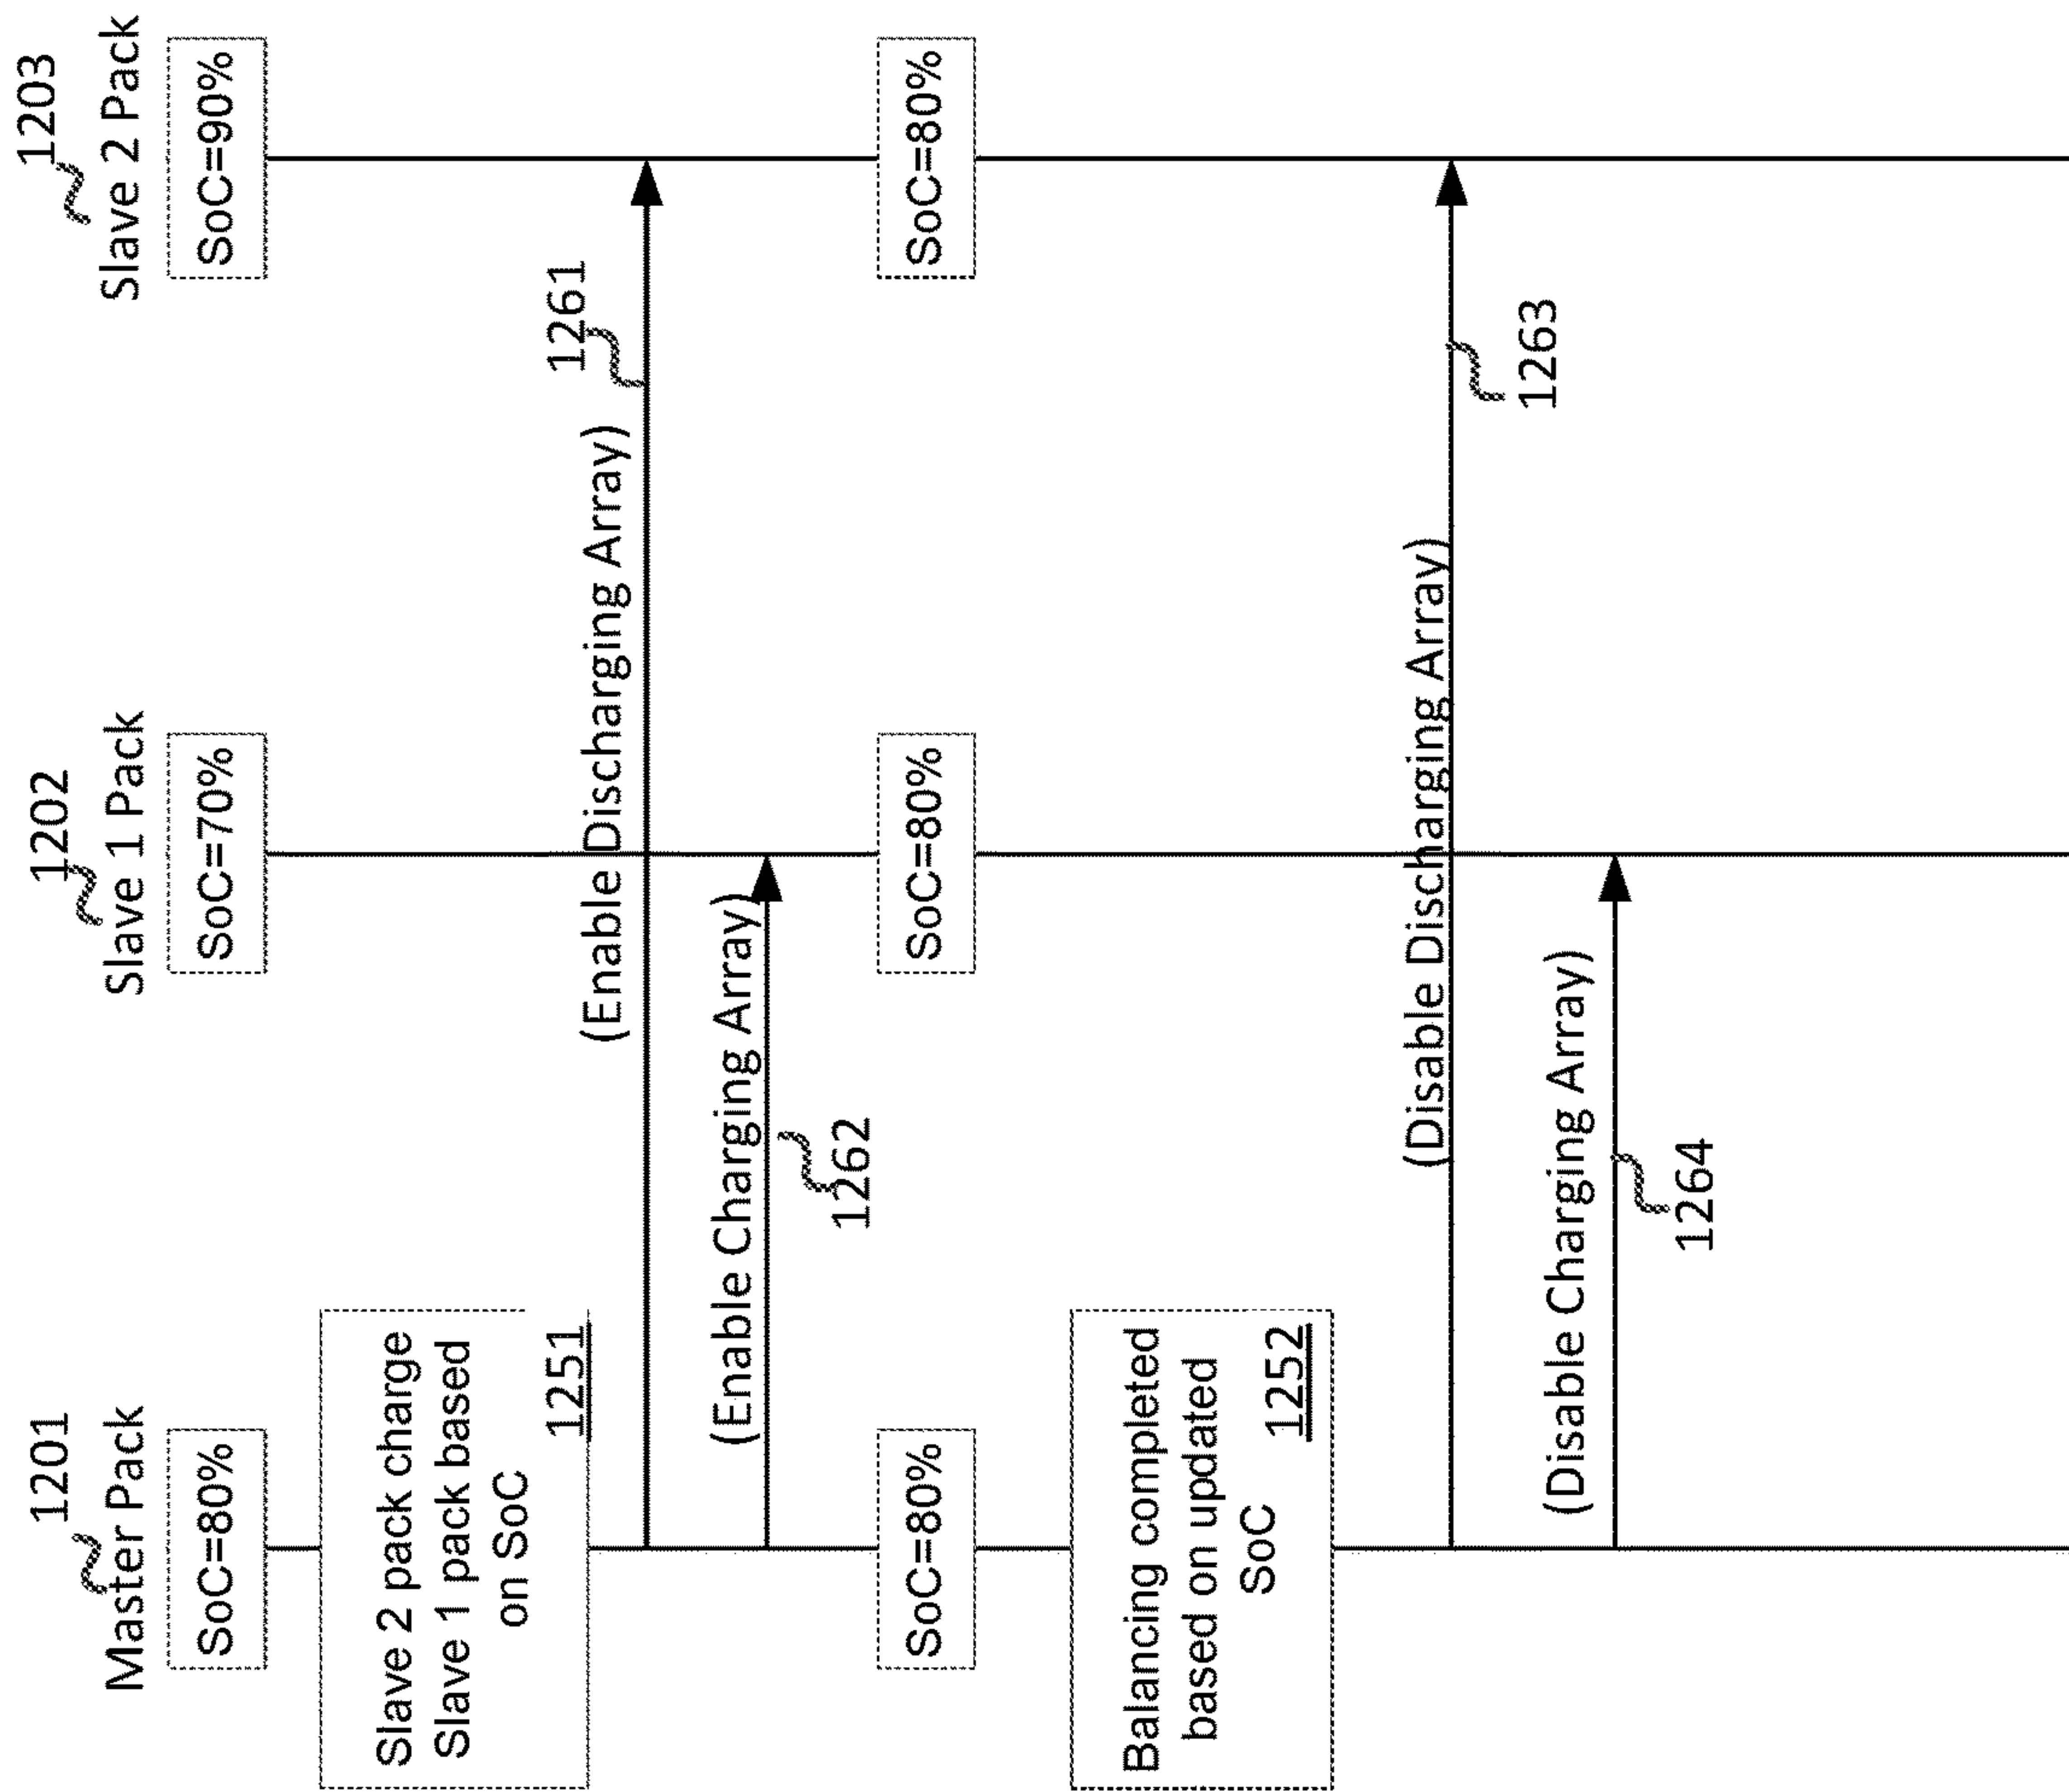 1201
Master Pack
1202
Slave 1 Pack
1203
Slave 2 Pack
SoC=80%
SoC=70%
SoC=90%
Slave 2 pack charge
Slave 1 pack based
on SoC
1251
(Enable Discharging Array)
1261
(Enable Charging Array)
1262
SoC=80%
SoC=80%
SoC=80%
Balancing completed
based on updated
SoC
1252
(Disable Discharging Array)
1263
(Disable Charging Array)
1264